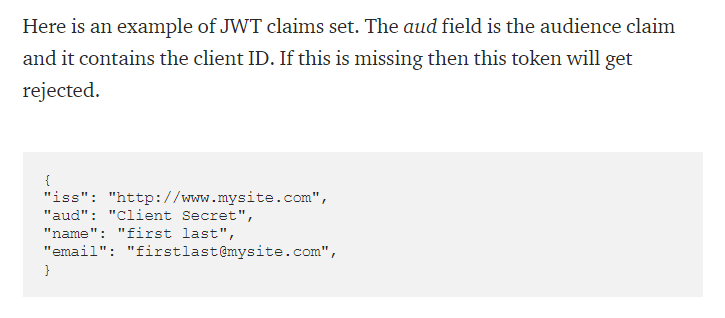 Here is an example of JWT claims set. The aud field is the audience claim
and it contains the client ID. If this is missing then this token will get
rejected.
{
"iss": "http://www.mysite.com",
"aud": "Client Secret",
"name": "first last",
"email": "firstlast@mysite.com",
}